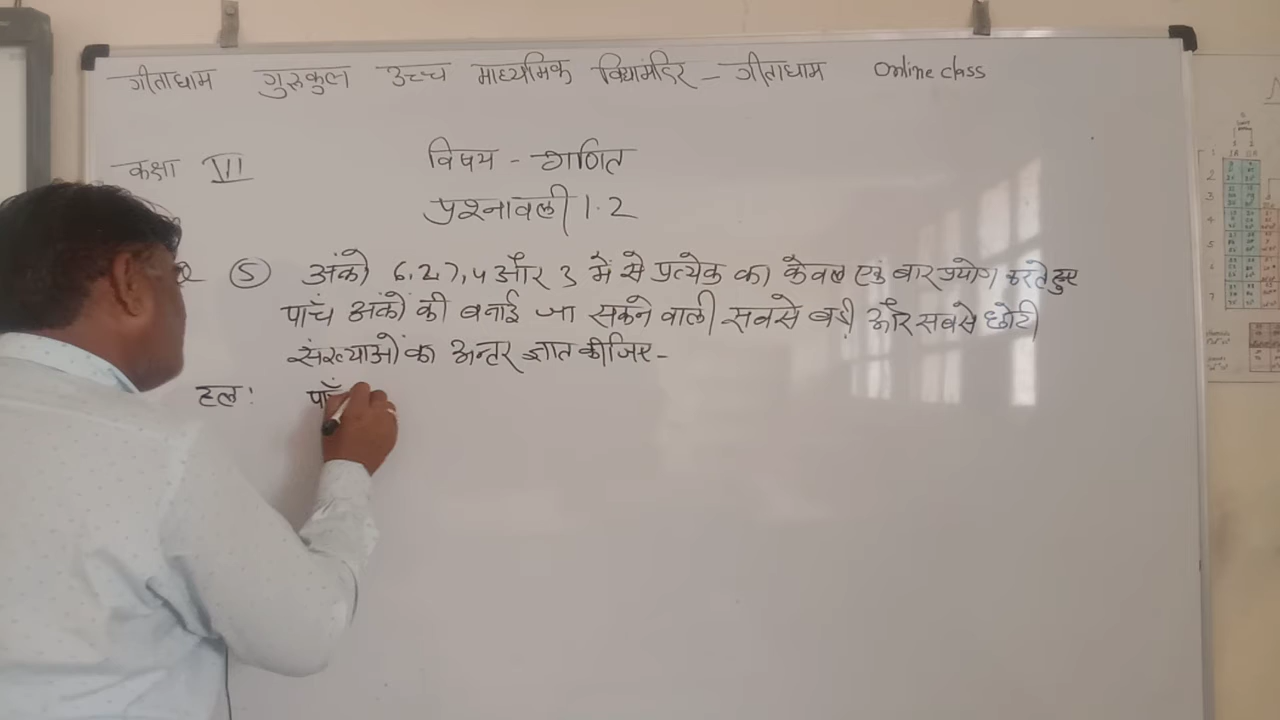 गीताधाम गुरुकुल उच्च माध्यमिक विद्यामंदिर - गीताधाम Online class
कक्षा VI
विषय - गणित
प्रश्नावली 1.2
⑤ अंको 6,2,7,4 और 3 में से प्रत्येक का केवल एक बार प्रयोग करते हुए
पाँच अंको की बनाई जा सकने वाली सबसे बड़ी और सबसे छोटी
संख्याओं का अन्तर ज्ञात कीजिए -
हल: पाँ